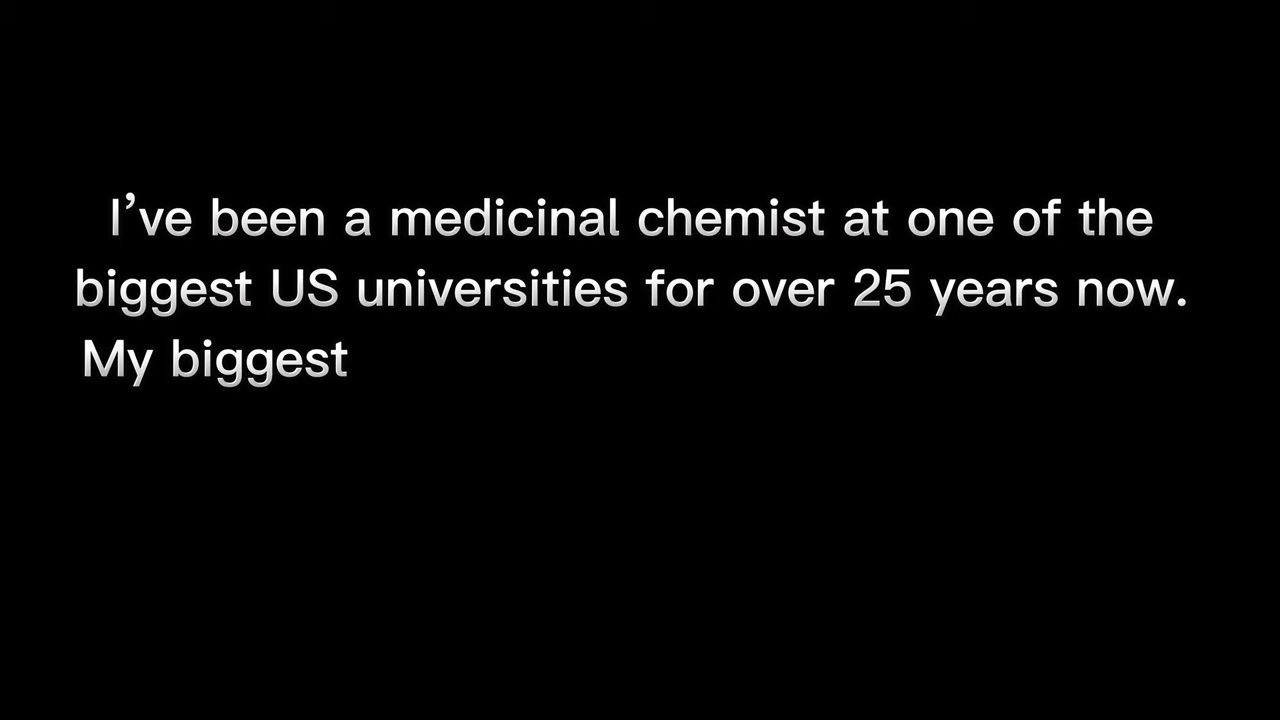 I’ve been a medicinal chemist at one of the
biggest US universities for over 25 years now.
My biggest